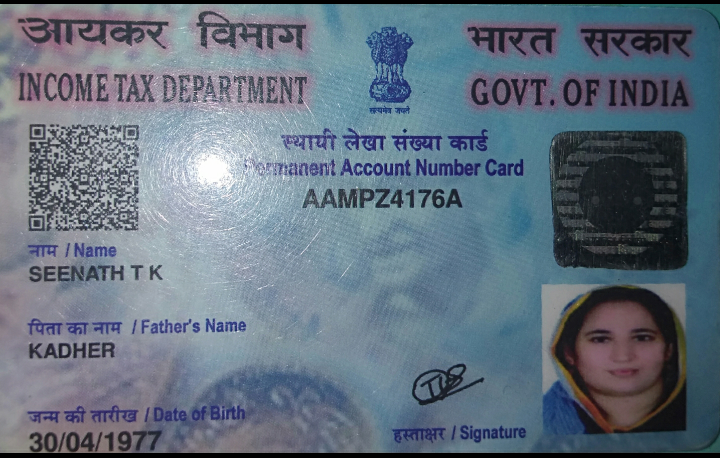 आयकर विभाग
भारत सरकार
INCOME TAX DEPARTMENT
GOVT. OF INDIA
सत्यमेव जयते
स्थायी लेखा संख्या कार्ड
Permanent Account Number Card
AAMPZ4176A
नाम / Name
SEENATH T K
पिता का नाम / Father's Name
KADHER
जन्म की तारीख / Date of Birth
30/04/1977
हस्ताक्षर / Signature